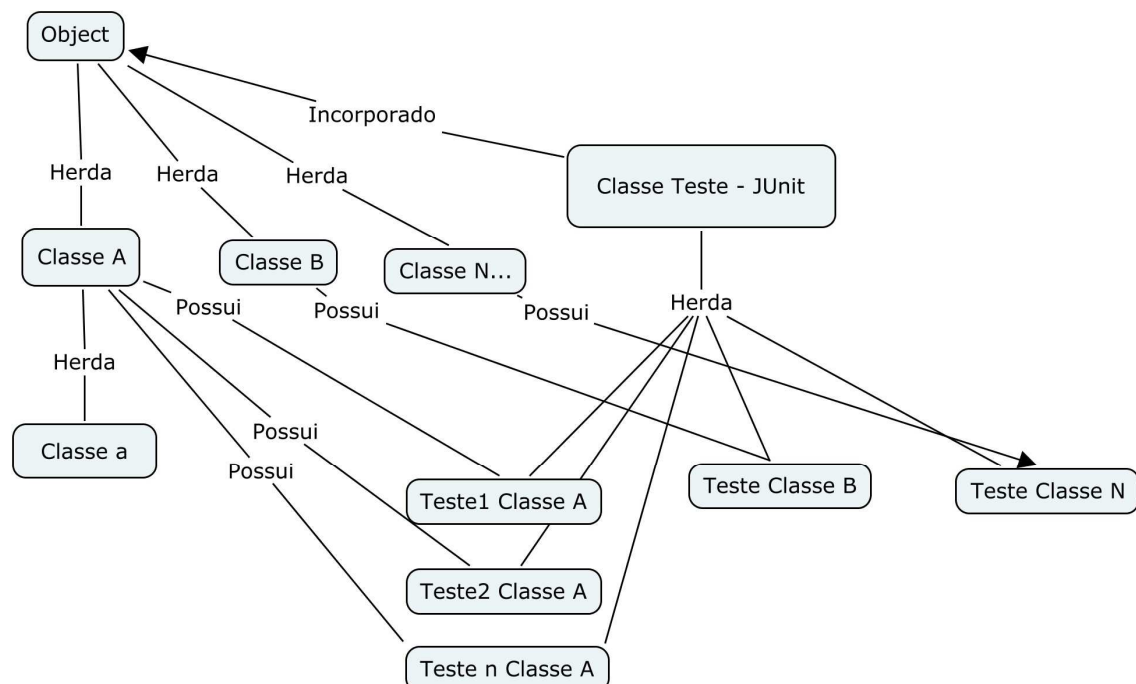 Object
Incorporado
Herda
Herda
Herda
Classe Teste - JUnit
Classe A
Classe B
Classe N...
Possui
Possui
Possui
Herda
Herda
Classe a
Possui
Possui
Teste1 Classe A
Teste Classe B
Teste Classe N
Teste2 Classe A
Teste n Classe A